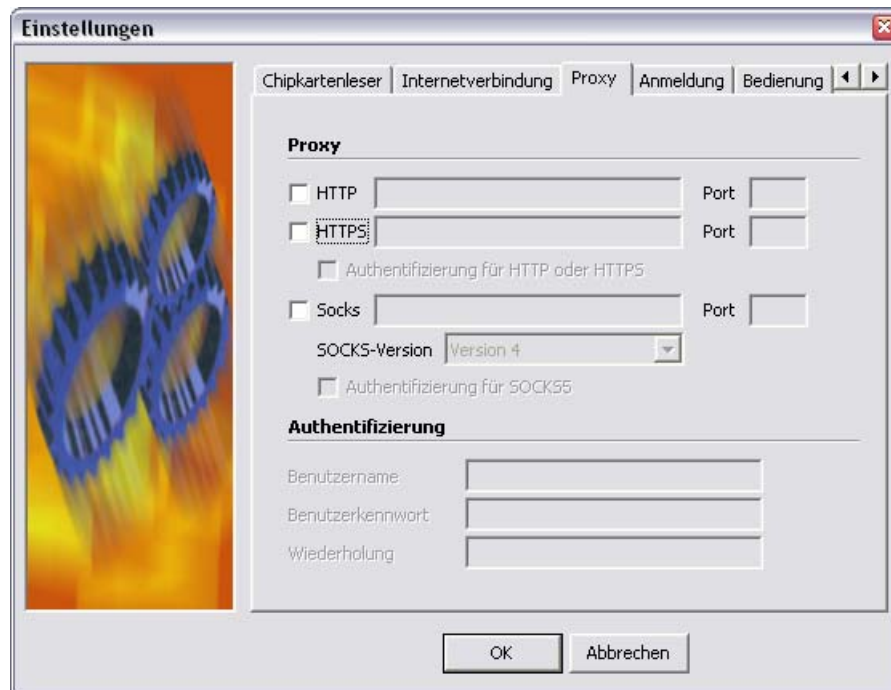 Einstellungen
Chipkartenleser Internetverbindung Proxy Anmeldung Bedienung
Proxy
HTTP Port
HTTPS Port
Authentifizierung für HTTP oder HTTPS
Socks Port
SOCKS-Version Version 4
Authentifizierung für SOCKS5
Authentifizierung
Benutzername
Benutzerkennwort
Wiederholung
OK Abbrechen